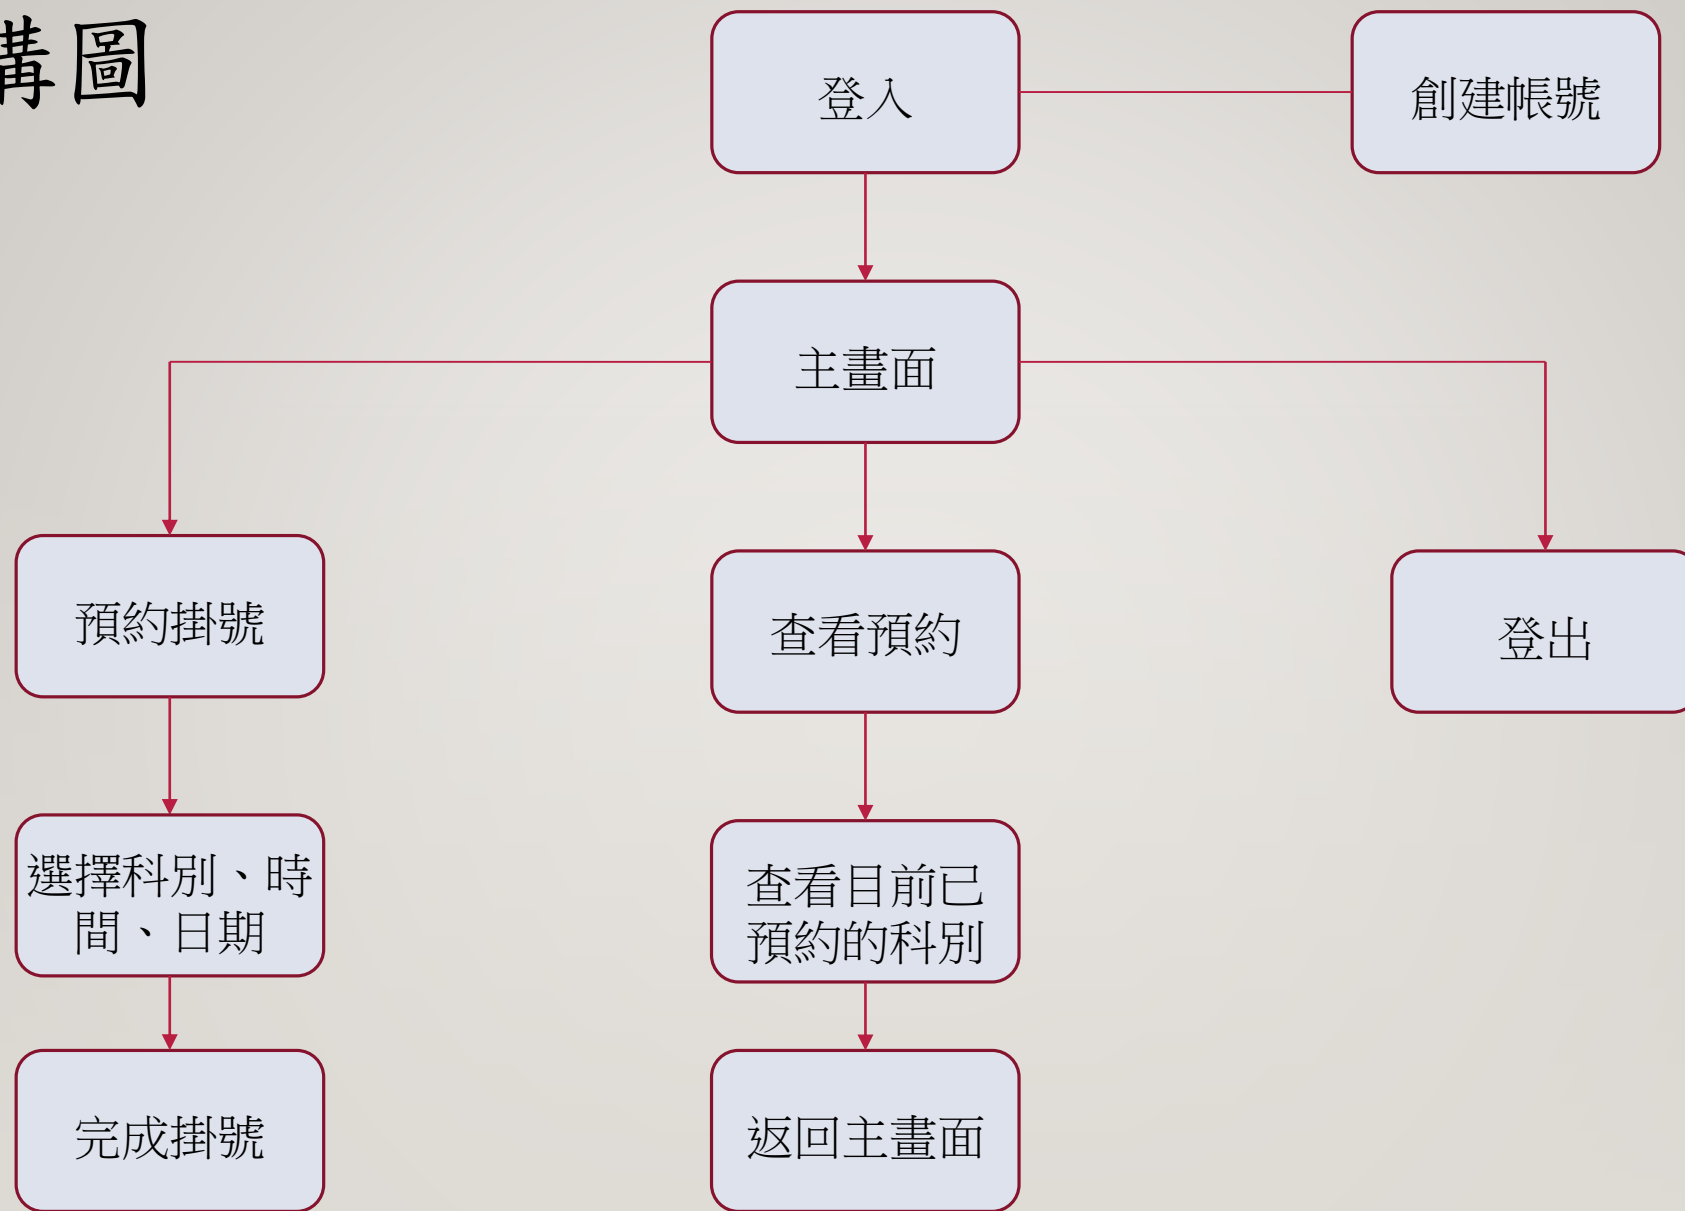 構圖
登入
創建帳號
主畫面
預約掛號
查看預約
登出
選擇科別、時
間、日期
查看目前已
預約的科別
完成掛號
返回主畫面